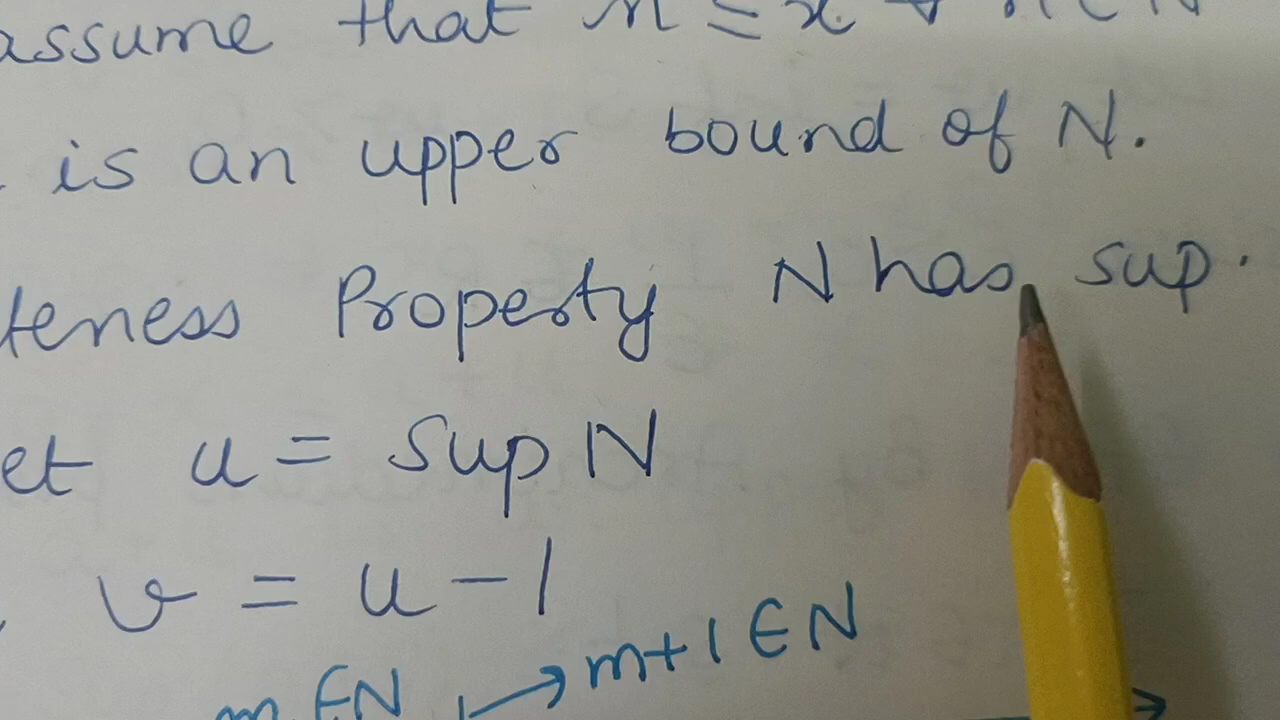 assume that n ≤ x ∀ n ∈ N
is an upper bound of N.
teness Property N has sup.
et u = sup N
v = u - 1
m ∈ N → m+1 ∈ N